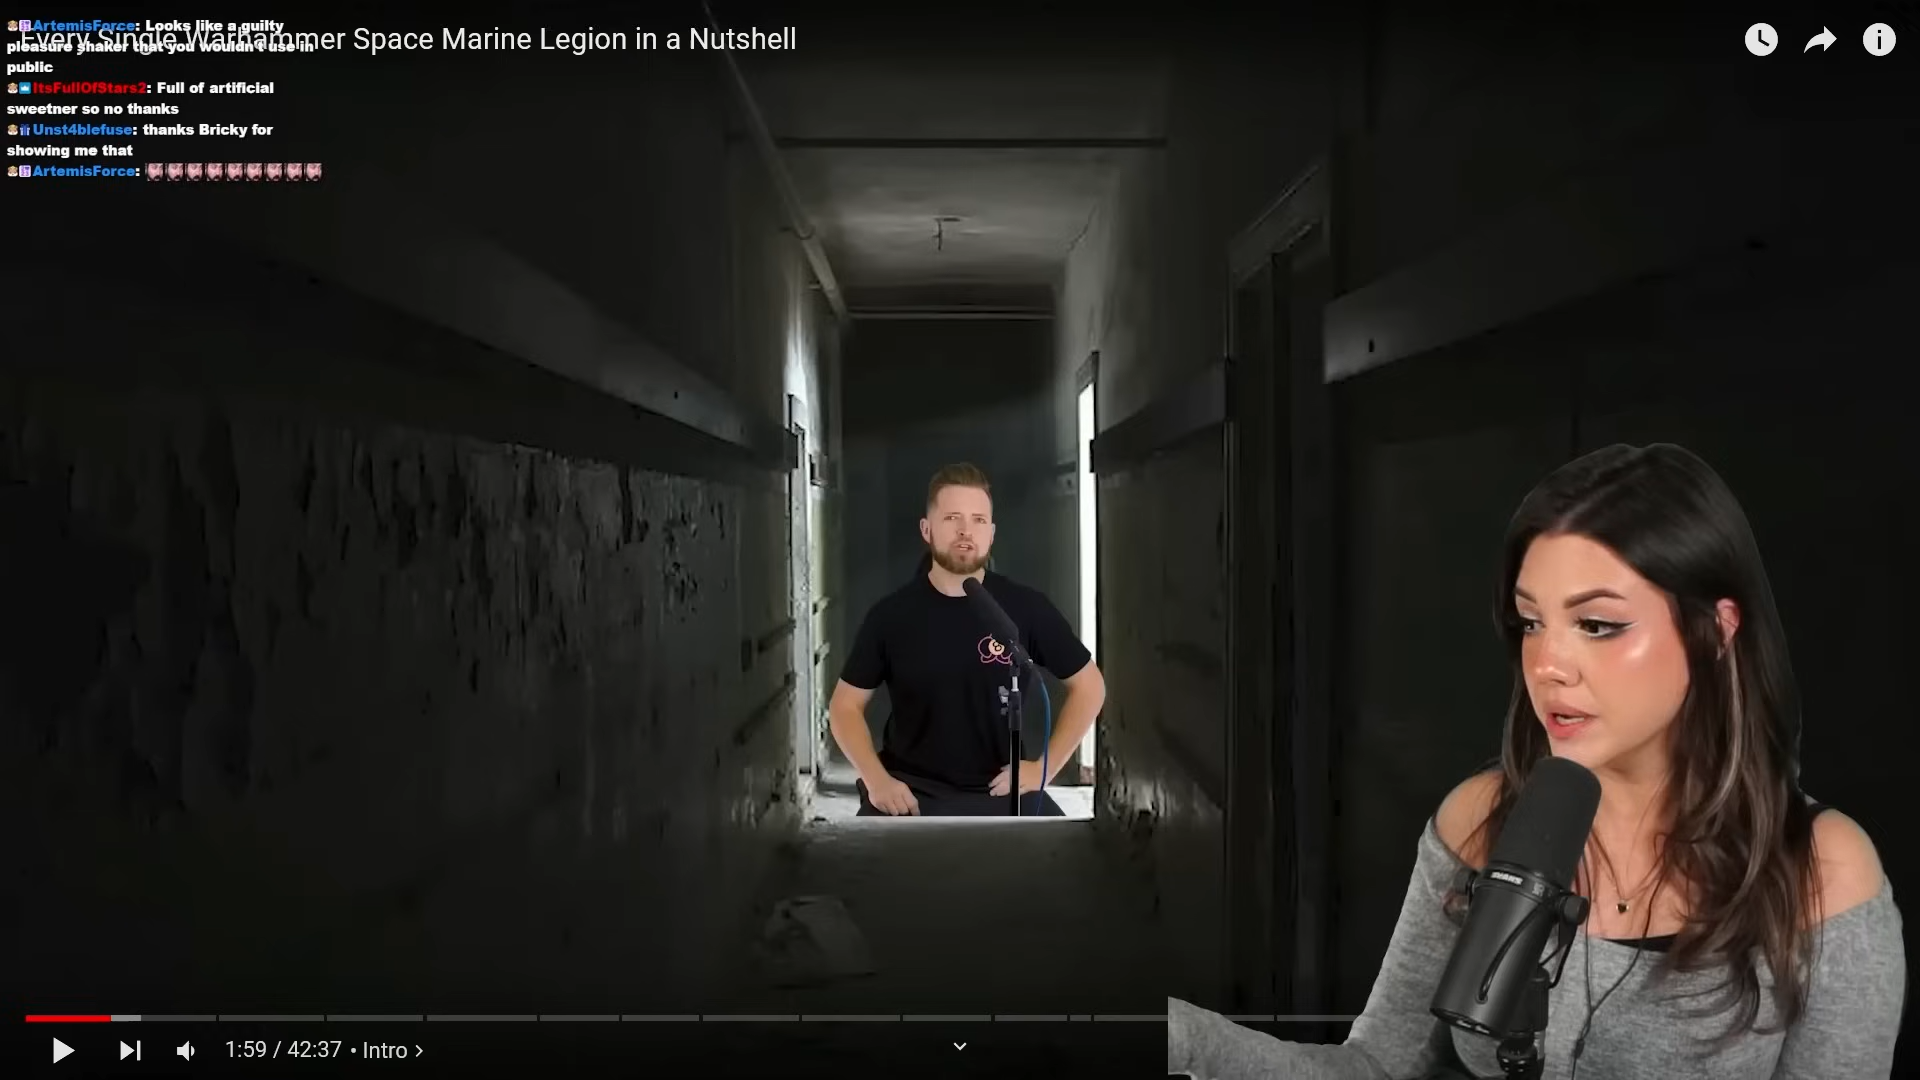 Every Single Warhammer Space Marine Legion in a Nutshell
ArtemisForce: Looks like a guilty
pleasure shaker that you wouldn't use in
public
ItsFullOfStars2: Full of artificial
sweetner so no thanks
Unst4blefuse: thanks Bricky for
showing me that
ArtemisForce:
1:59 / 42:37 • Intro >